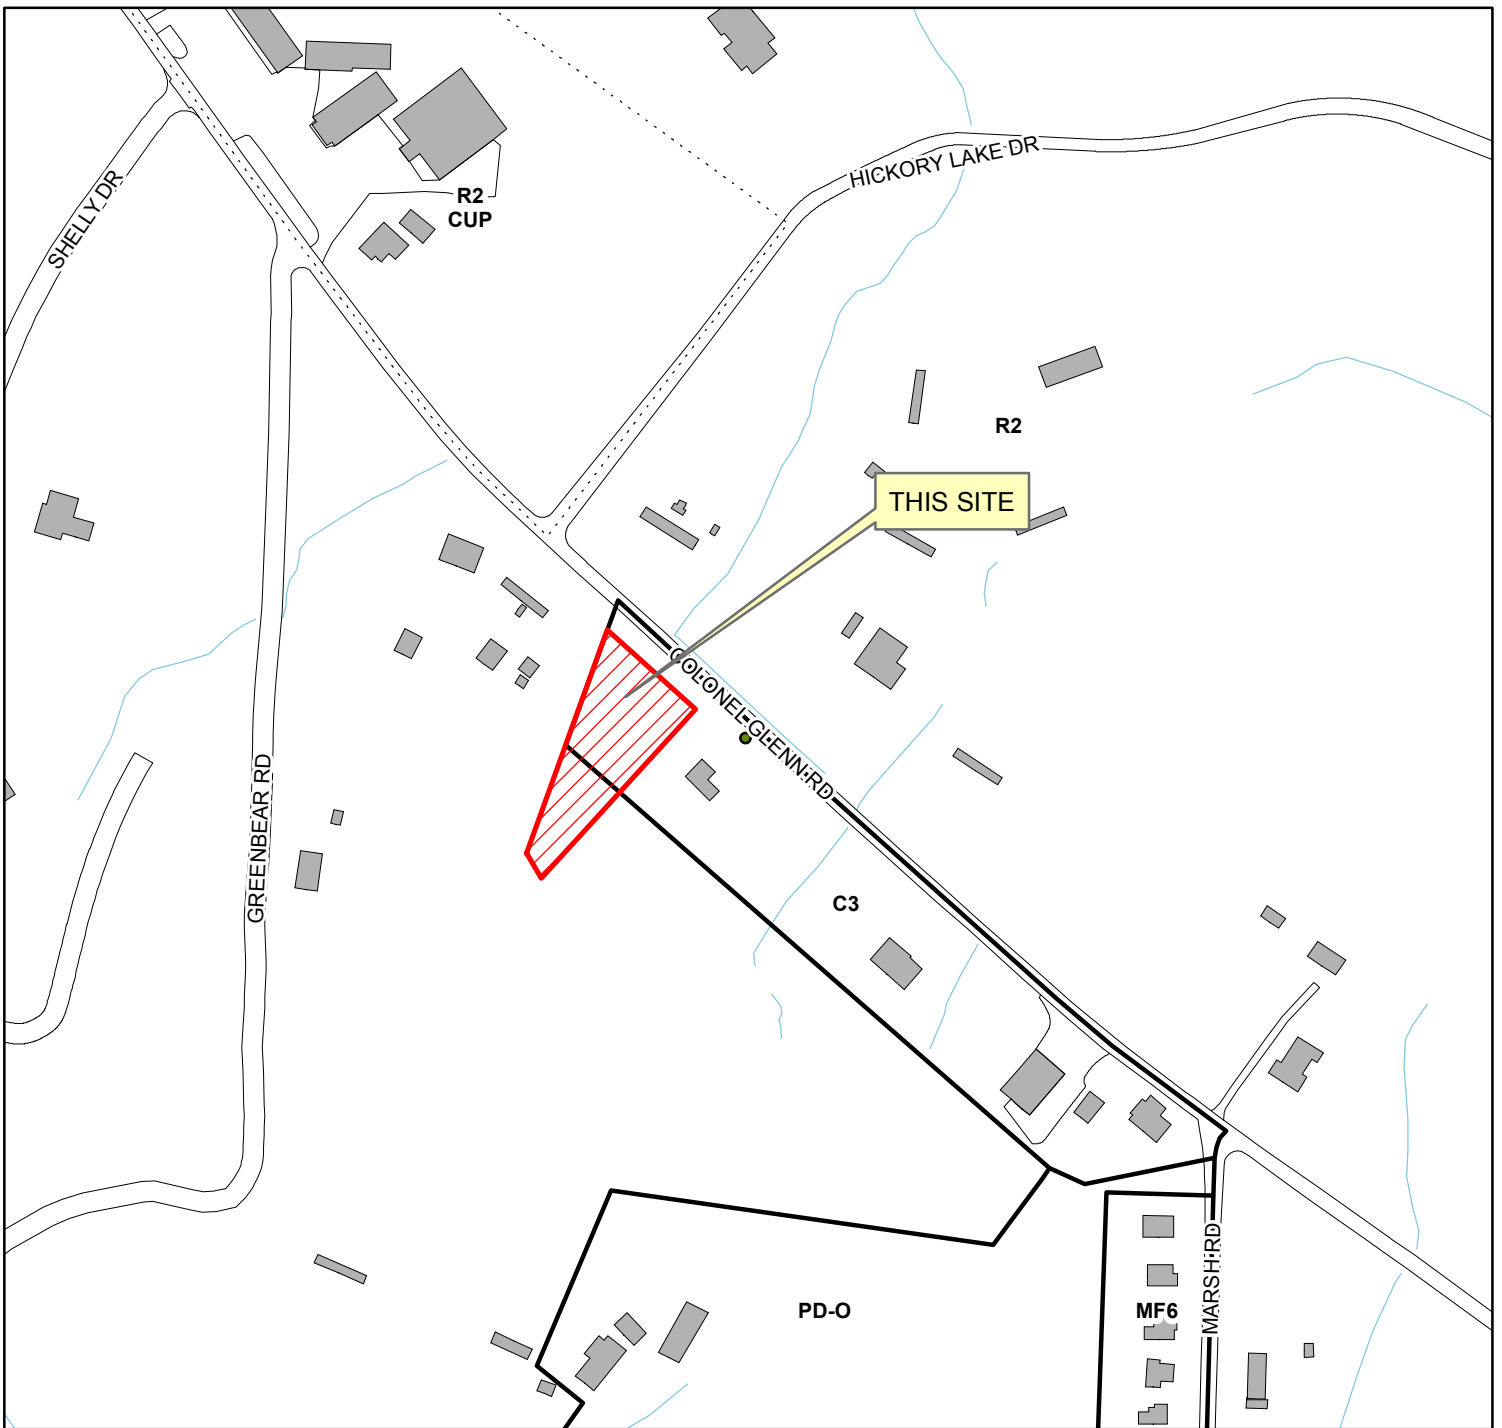 HICKORY LAKE DR
SHELLY DR
R2
CUP
R2
THIS SITE
COLONEL GLENN RD
GREENBEAR RD
C3
PD-O
MF6
MARSH RD